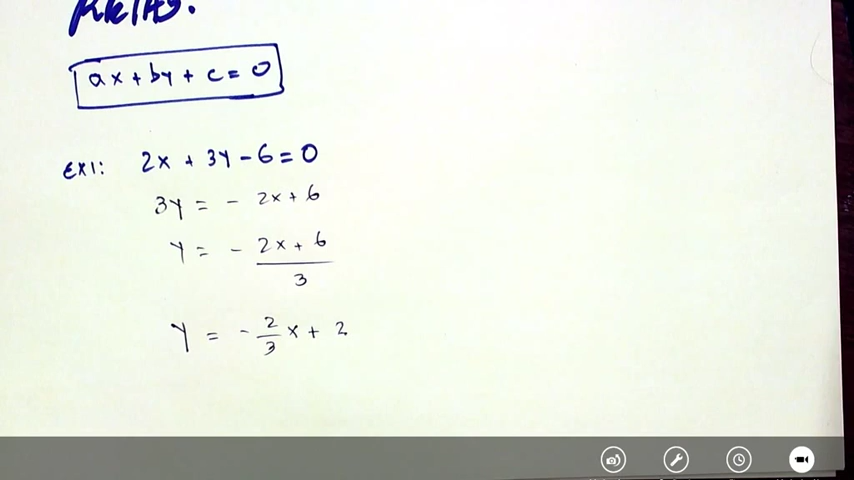 ax + by + c = 0
EX1: 2x + 3y - 6 = 0
3y = - 2x + 6
y = - 2x + 6 / 3
y = - 2/3 x + 2